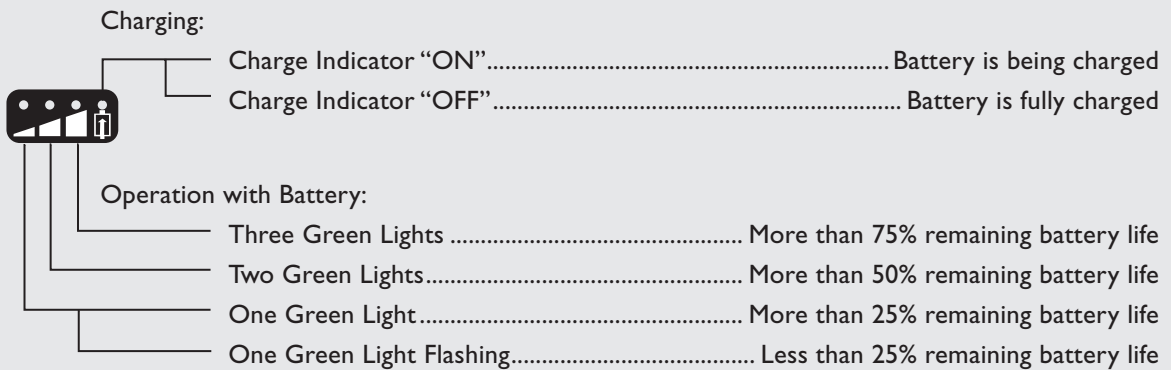 Charging:
Charge Indicator “ON”................................................................. Battery is being charged
Charge Indicator “OFF”.................................................................. Battery is fully charged
Operation with Battery:
Three Green Lights ............................................... More than 75% remaining battery life
Two Green Lights................................................... More than 50% remaining battery life
One Green Light.................................................... More than 25% remaining battery life
One Green Light Flashing....................................... Less than 25% remaining battery life